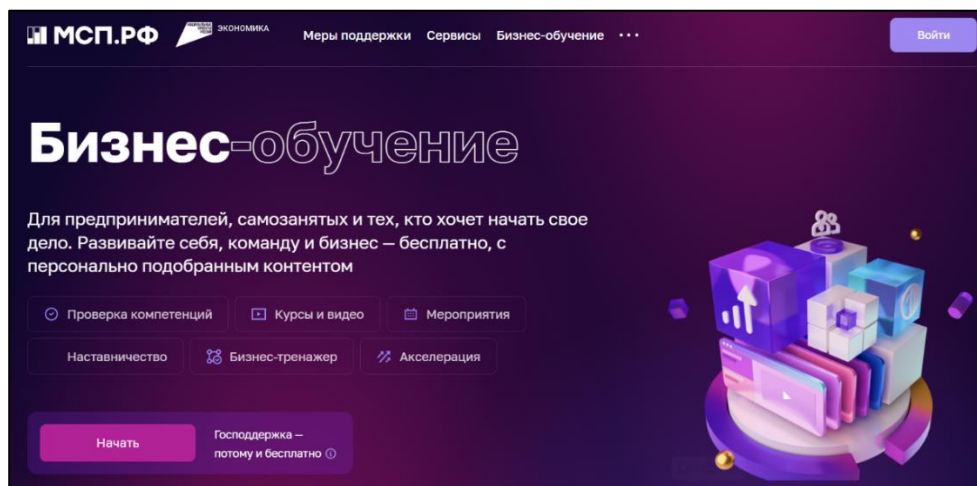 МСП.РФ
ЭКОНОМИКА
Меры поддержки Сервисы Бизнес-обучение ···
Войти
Бизнес-обучение
Для предпринимателей, самозанятых и тех, кто хочет начать свое
дело. Развивайте себя, команду и бизнес — бесплатно, с
персонально подобранным контентом
Проверка компетенций
Курсы и видео
Мероприятия
Наставничество
Бизнес-тренажер
Акселерация
Начать
Господдержка —
потому и бесплатно